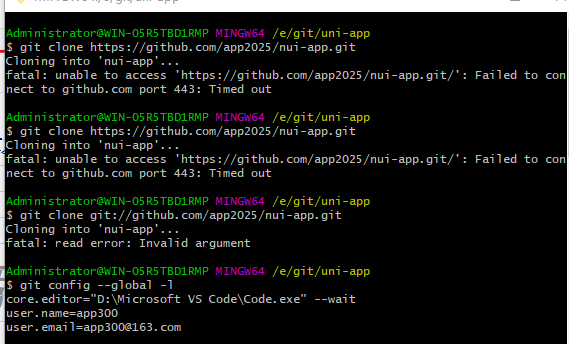 Administrator@WIN-O5R5TBD1RMP MINGW64 /e/git/uni-app
$ git clone https://github.com/app2025/nui-app.git
Cloning into 'nui-app'...
fatal: unable to access 'https://github.com/app2025/nui-app.git/': Failed to con
nect to github.com port 443: Timed out
Administrator@WIN-O5R5TBD1RMP MINGW64 /e/git/uni-app
$ git clone https://github.com/app2025/nui-app.git
Cloning into 'nui-app'...
fatal: unable to access 'https://github.com/app2025/nui-app.git/': Failed to con
nect to github.com port 443: Timed out
Administrator@WIN-O5R5TBD1RMP MINGW64 /e/git/uni-app
$ git clone git://github.com/app2025/nui-app.git
Cloning into 'nui-app'...
fatal: read error: Invalid argument
Administrator@WIN-O5R5TBD1RMP MINGW64 /e/git/uni-app
$ git config --global -l
core.editor="D:\Microsoft VS Code\Code.exe" --wait
user.name=app300
user.email=app300@163.com